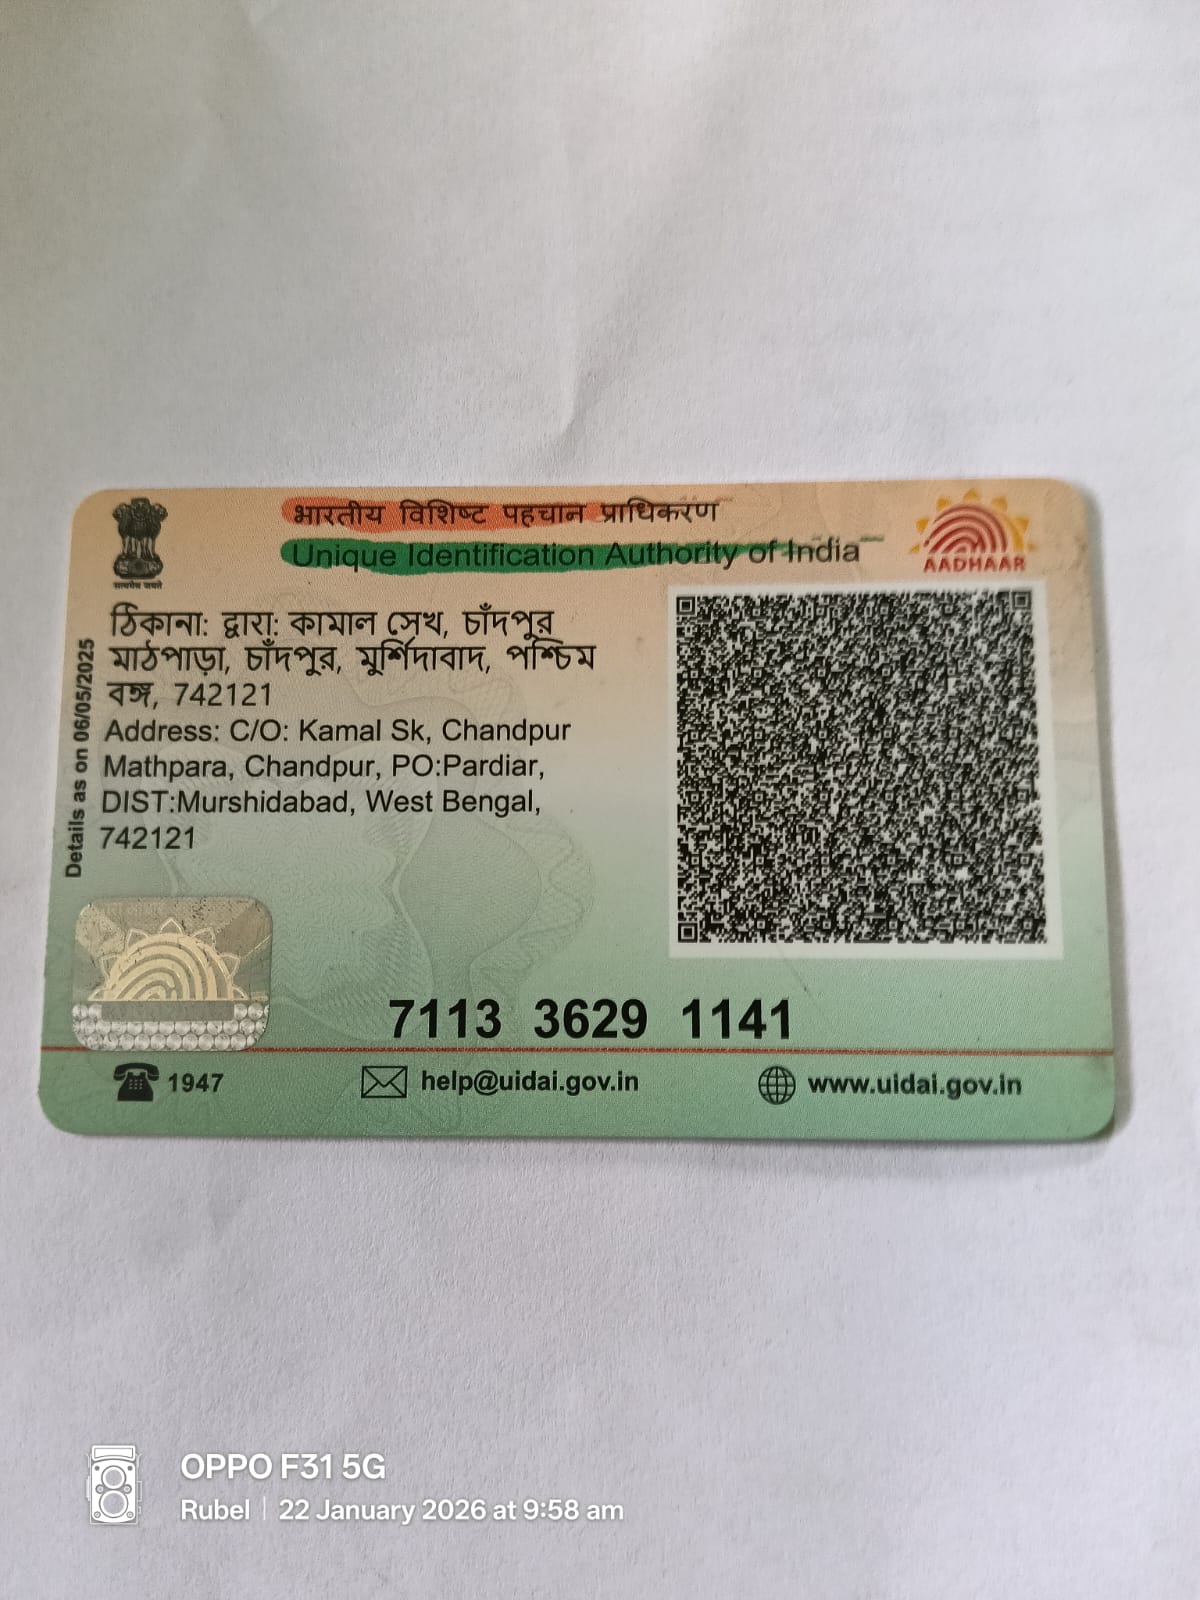 भारतीय विशिष्ट पहचान प्राधिकरण
Unique Identification Authority of India
AADHAAR
सत्यमेव जयते
Details as on 06/05/2025
ঠিকানা: দ্বারা: কামাল সেখ, চাঁদপুর
মাঠপাড়া, চাঁদপুর, মুর্শিদাবাদ, পশ্চিম
বঙ্গ, 742121
Address: C/O: Kamal Sk, Chandpur
Mathpara, Chandpur, PO:Pardiar,
DIST:Murshidabad, West Bengal,
742121
7113 3629 1141
1947 help@uidai.gov.in www.uidai.gov.in
OPPO F31 5G
Rubel | 22 January 2026 at 9:58 am